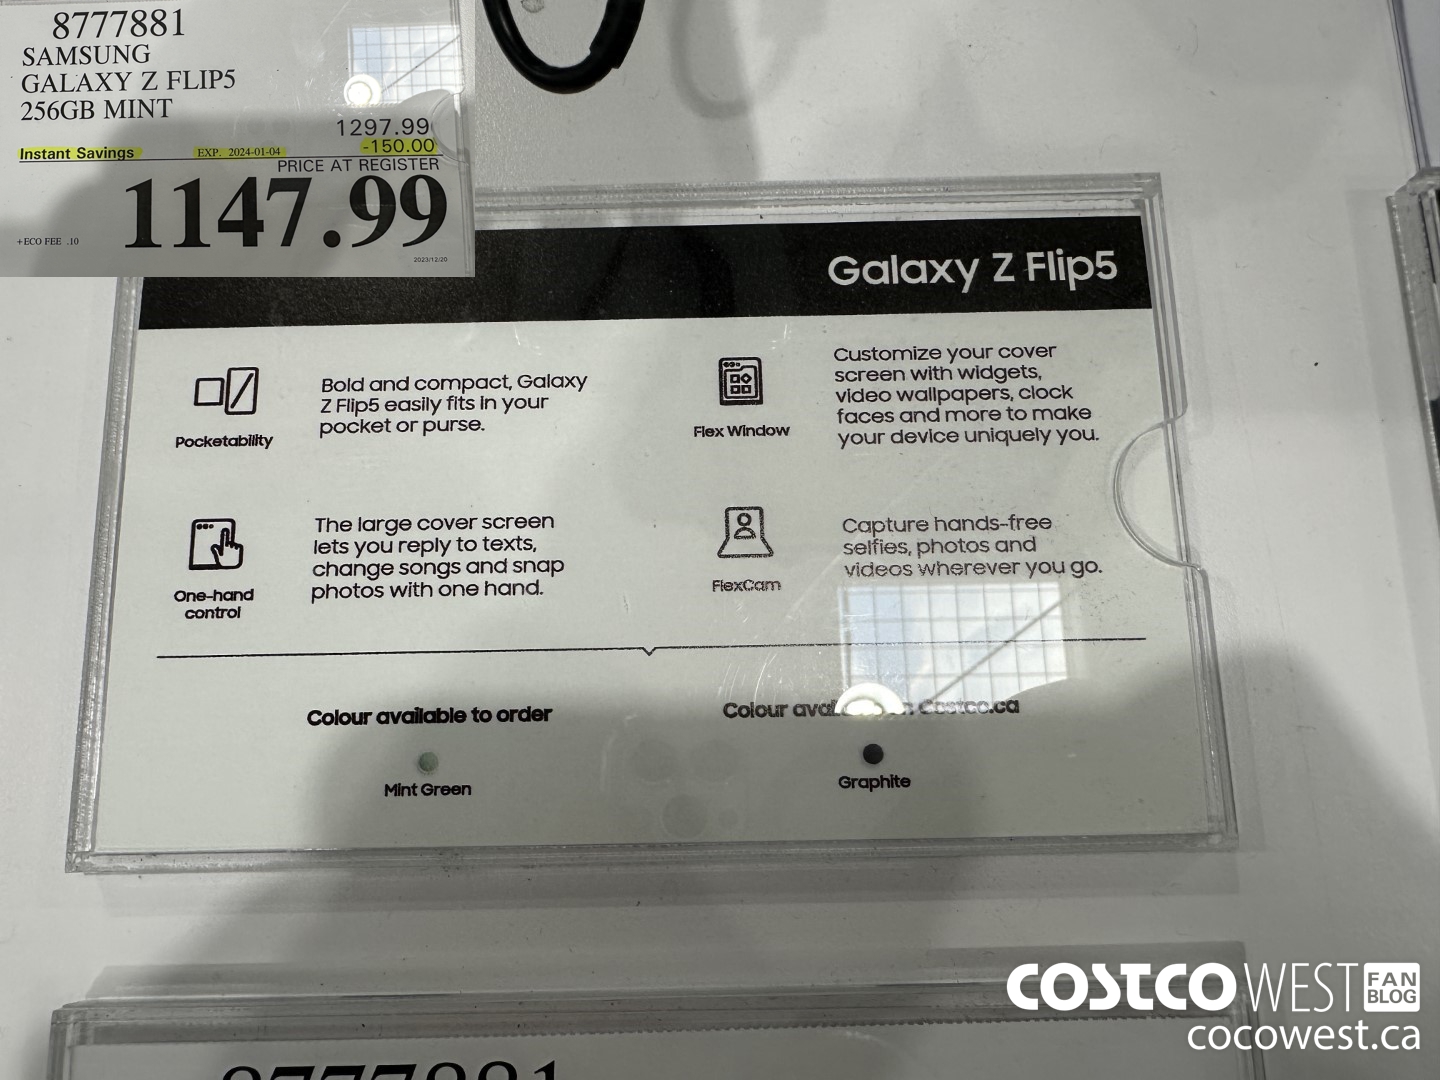 8777881
SAMSUNG
GALAXY Z FLIP5
256GB MINT
1297.99
Instant Savings EXP. 2024-01-04 -150.00
PRICE AT REGISTER
1147.99
+ECO FEE .10
2023/12/20
Galaxy Z Flip5
Pocketability
Bold and compact, Galaxy
Z Flip5 easily fits in your
pocket or purse.
Flex Window
Customize your cover
screen with widgets,
video wallpapers, clock
faces and more to make
your device uniquely you.
One-hand
control
The large cover screen
lets you reply to texts,
change songs and snap
photos with one hand.
FlexCam
Capture hands-free
selfies, photos and
videos wherever you go.
Colour available to order
Mint Green
Colour Costco.ca
Graphite
8777881
COSTCO WEST FAN BLOG
cocowest.ca